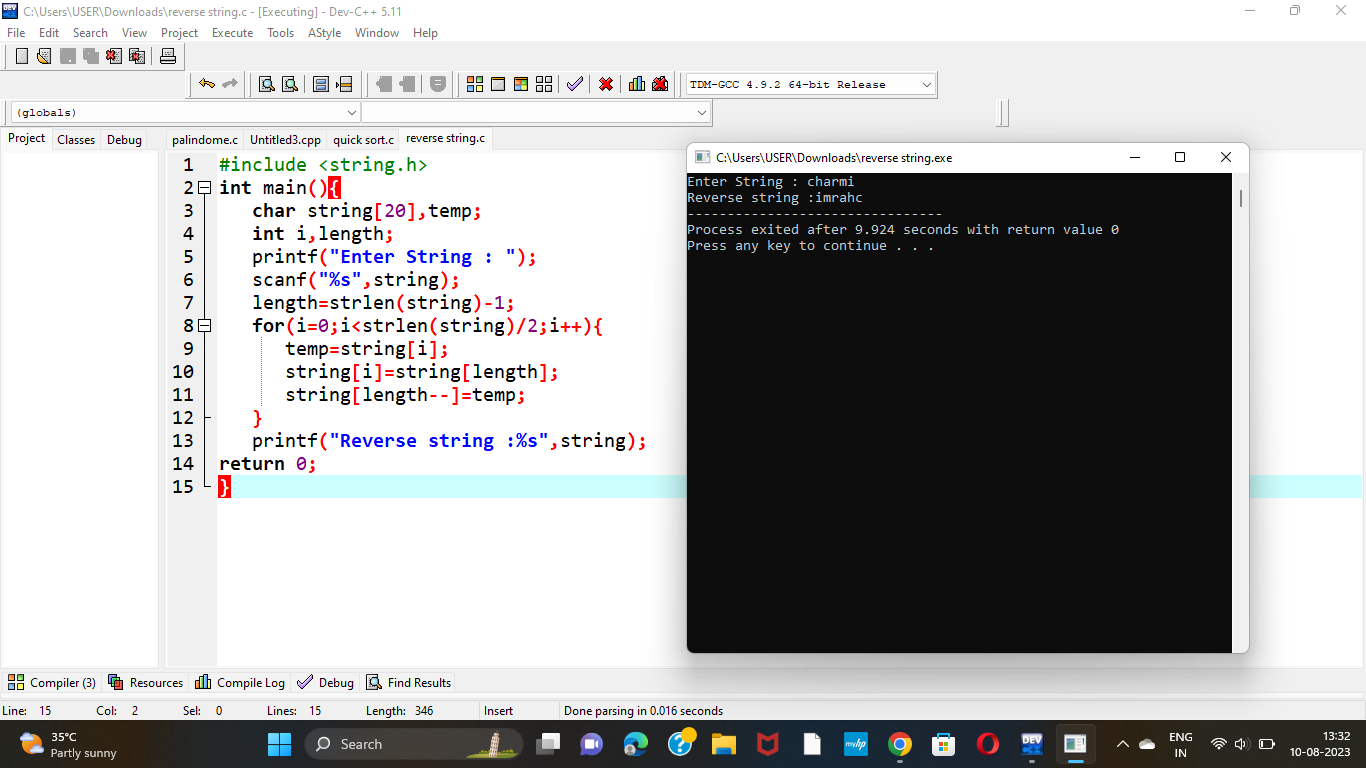 C:\Users\USER\Downloads\reverse string.c - [Executing] - Dev-C++ 5.11
File Edit Search View Project Execute Tools AStyle Window Help
TDM-GCC 4.9.2 64-bit Release
(globals)
Project Classes Debug
palindome.c Untitled3.cpp quick sort.c reverse string.c
1 #include <string.h>
2 int main(){
3 char string[20],temp;
4 int i,length;
5 printf("Enter String : ");
6 scanf("%s",string);
7 length=strlen(string)-1;
8 for(i=0;i<strlen(string)/2;i++){
9 temp=string[i];
10 string[i]=string[length];
11 string[length--]=temp;
12 }
13 printf("Reverse string :%s",string);
14 return 0;
15 }
C:\Users\USER\Downloads\reverse string.exe
Enter String : charmi
Reverse string :imrahc
--------------------------------
Process exited after 9.924 seconds with return value 0
Press any key to continue . . .
Compiler (3) Resources Compile Log Debug Find Results
Line: 15 Col: 2 Sel: 0 Lines: 15 Length: 346 Insert Done parsing in 0.016 seconds
35°C
Partly sunny
Search
myhp
DEV
ENG
IN
13:32
10-08-2023